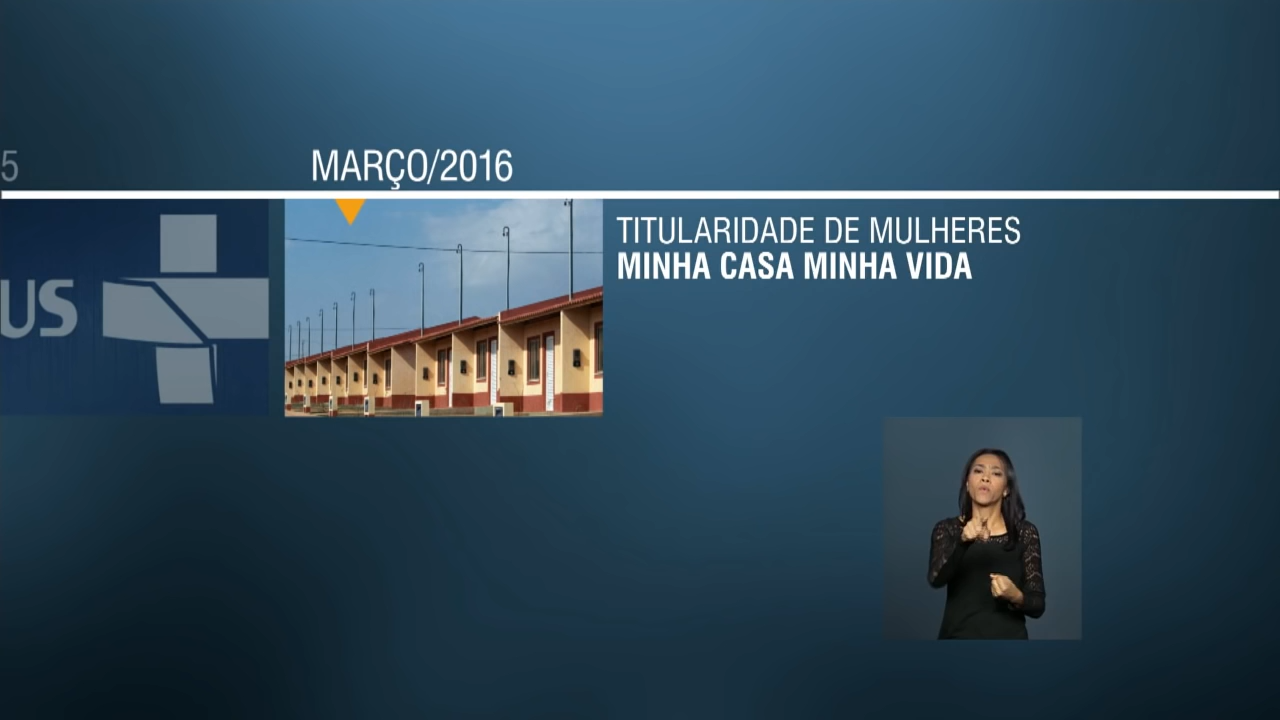 5
MARÇO/2016
US
TITULARIDADE DE MULHERES
MINHA CASA MINHA VIDA